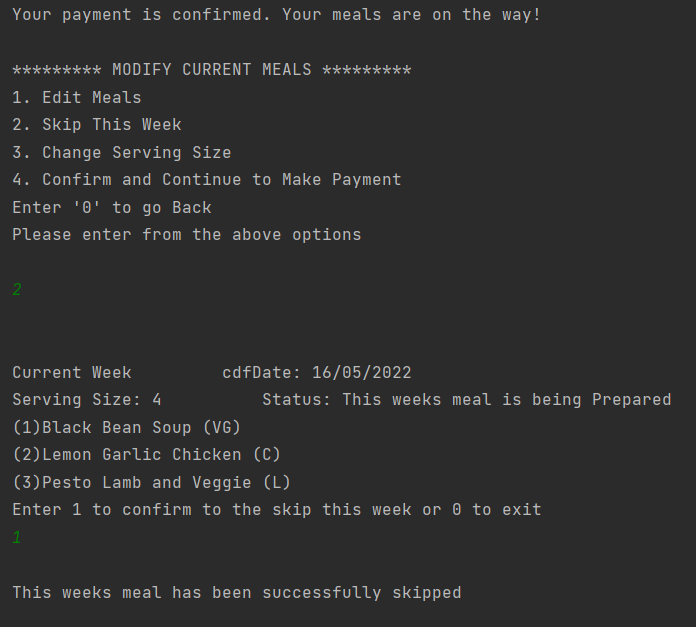 Your payment is confirmed. Your meals are on the way!
********* MODIFY CURRENT MEALS *********
1. Edit Meals
2. Skip This Week
3. Change Serving Size
4. Confirm and Continue to Make Payment
Enter '0' to go Back
Please enter from the above options
2
Current Week         cdfDate: 16/05/2022
Serving Size: 4          Status: This weeks meal is being Prepared
(1)Black Bean Soup (VG)
(2)Lemon Garlic Chicken (C)
(3)Pesto Lamb and Veggie (L)
Enter 1 to confirm to the skip this week or 0 to exit
1
This weeks meal has been successfully skipped